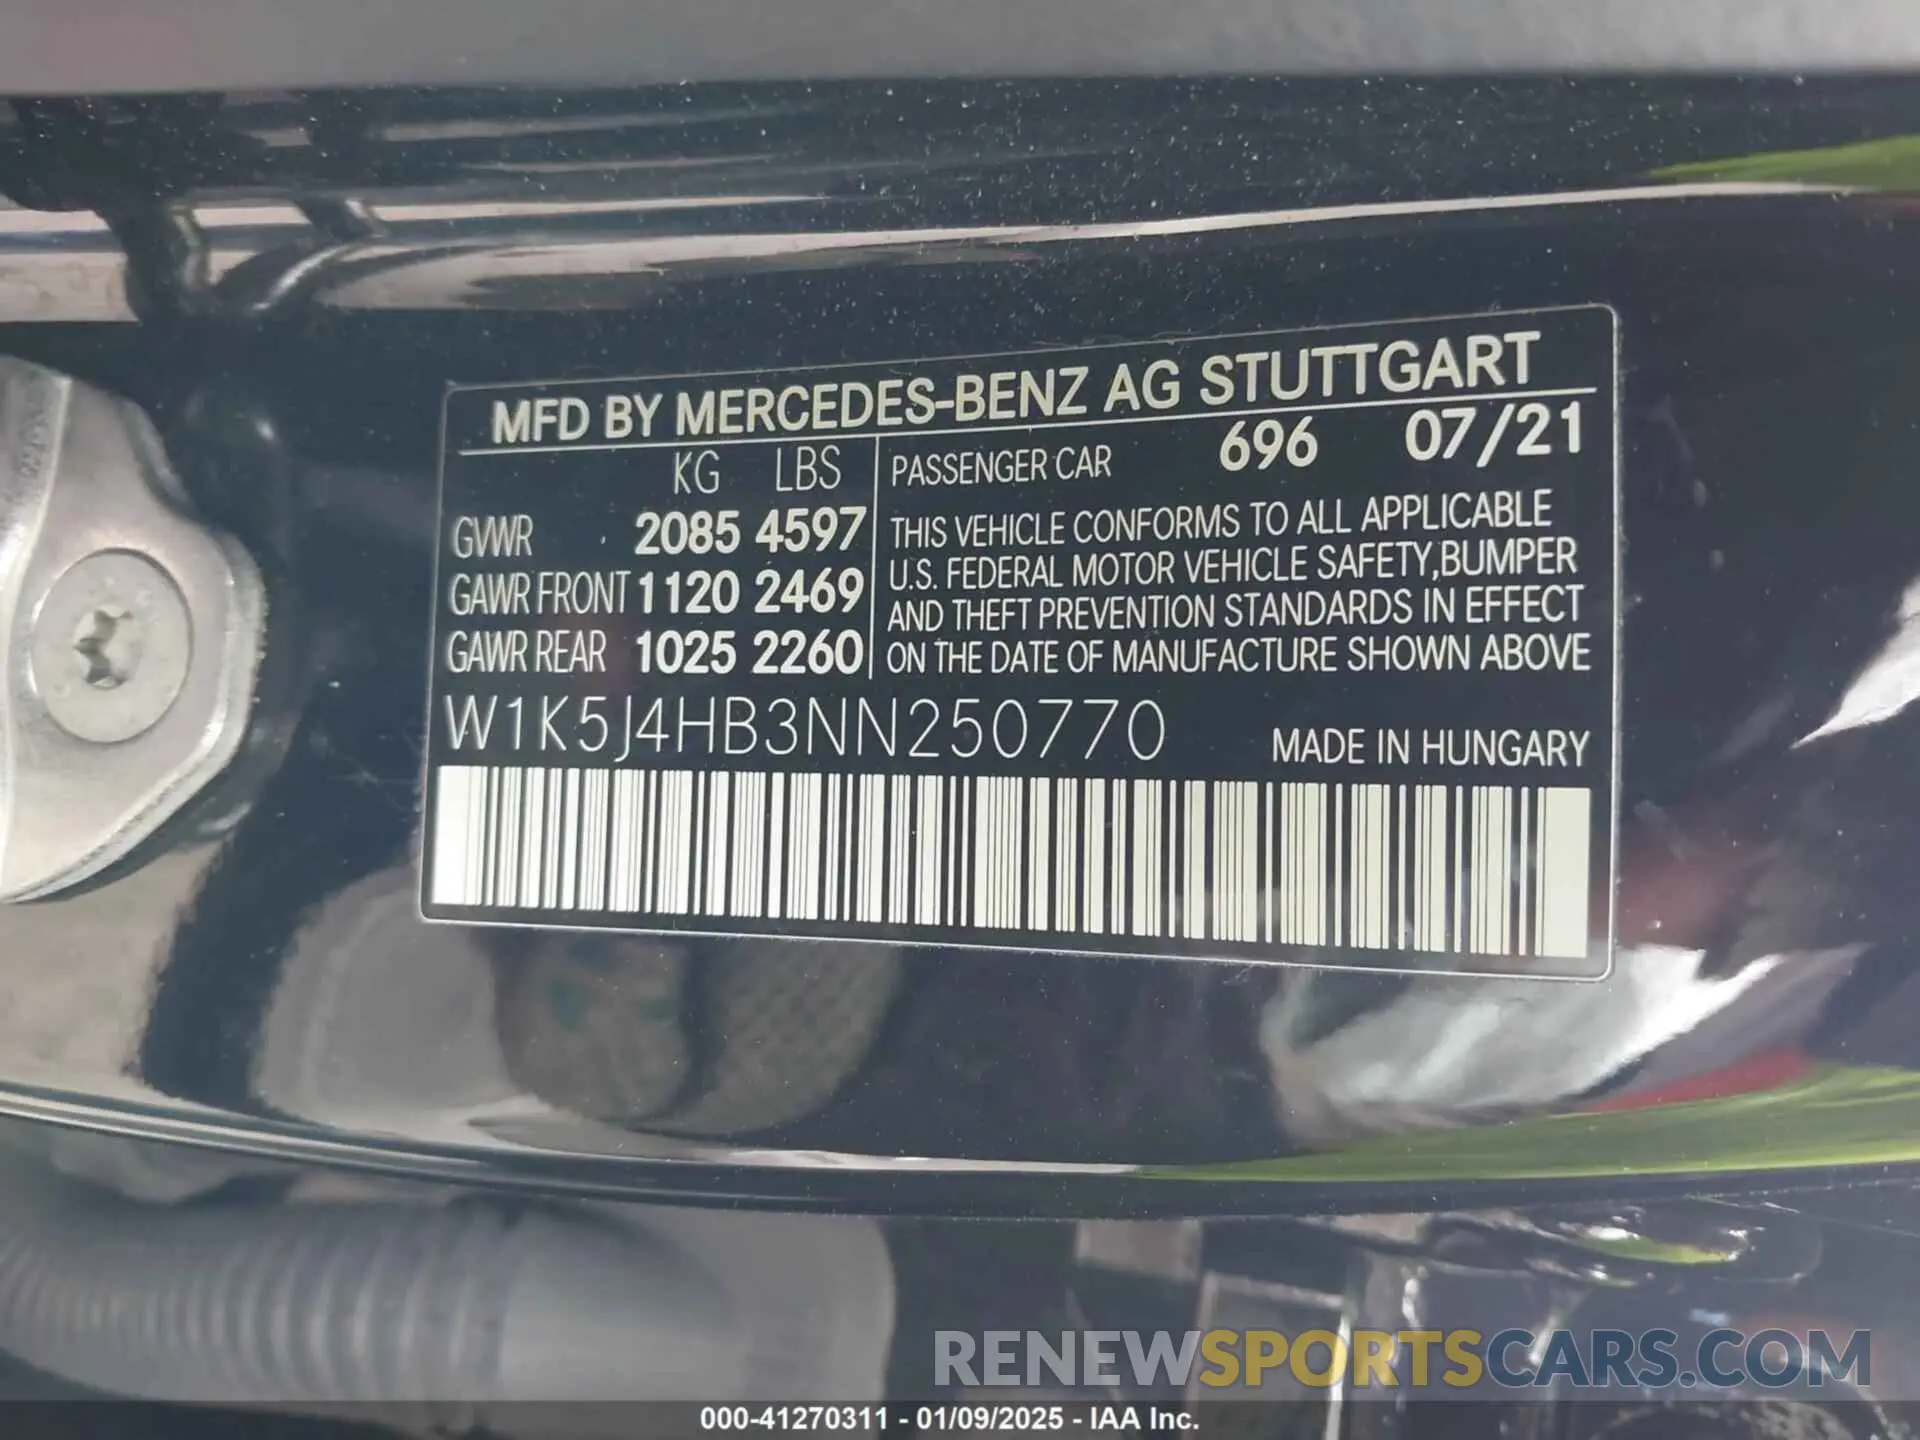 MFD BY MERCEDES-BENZ AG STUTTGART
KG LBS
GVWR 2085 4597
GAWR FRONT 1120 2469
GAWR REAR 1025 2260
PASSENGER CAR 696 07/21
THIS VEHICLE CONFORMS TO ALL APPLICABLE
U.S. FEDERAL MOTOR VEHICLE SAFETY,BUMPER
AND THEFT PREVENTION STANDARDS IN EFFECT
ON THE DATE OF MANUFACTURE SHOWN ABOVE
W1K5J4HB3NN250770
MADE IN HUNGARY
RENEWSPORTSCARS.COM
000-41270311 - 01/09/2025 - IAA Inc.